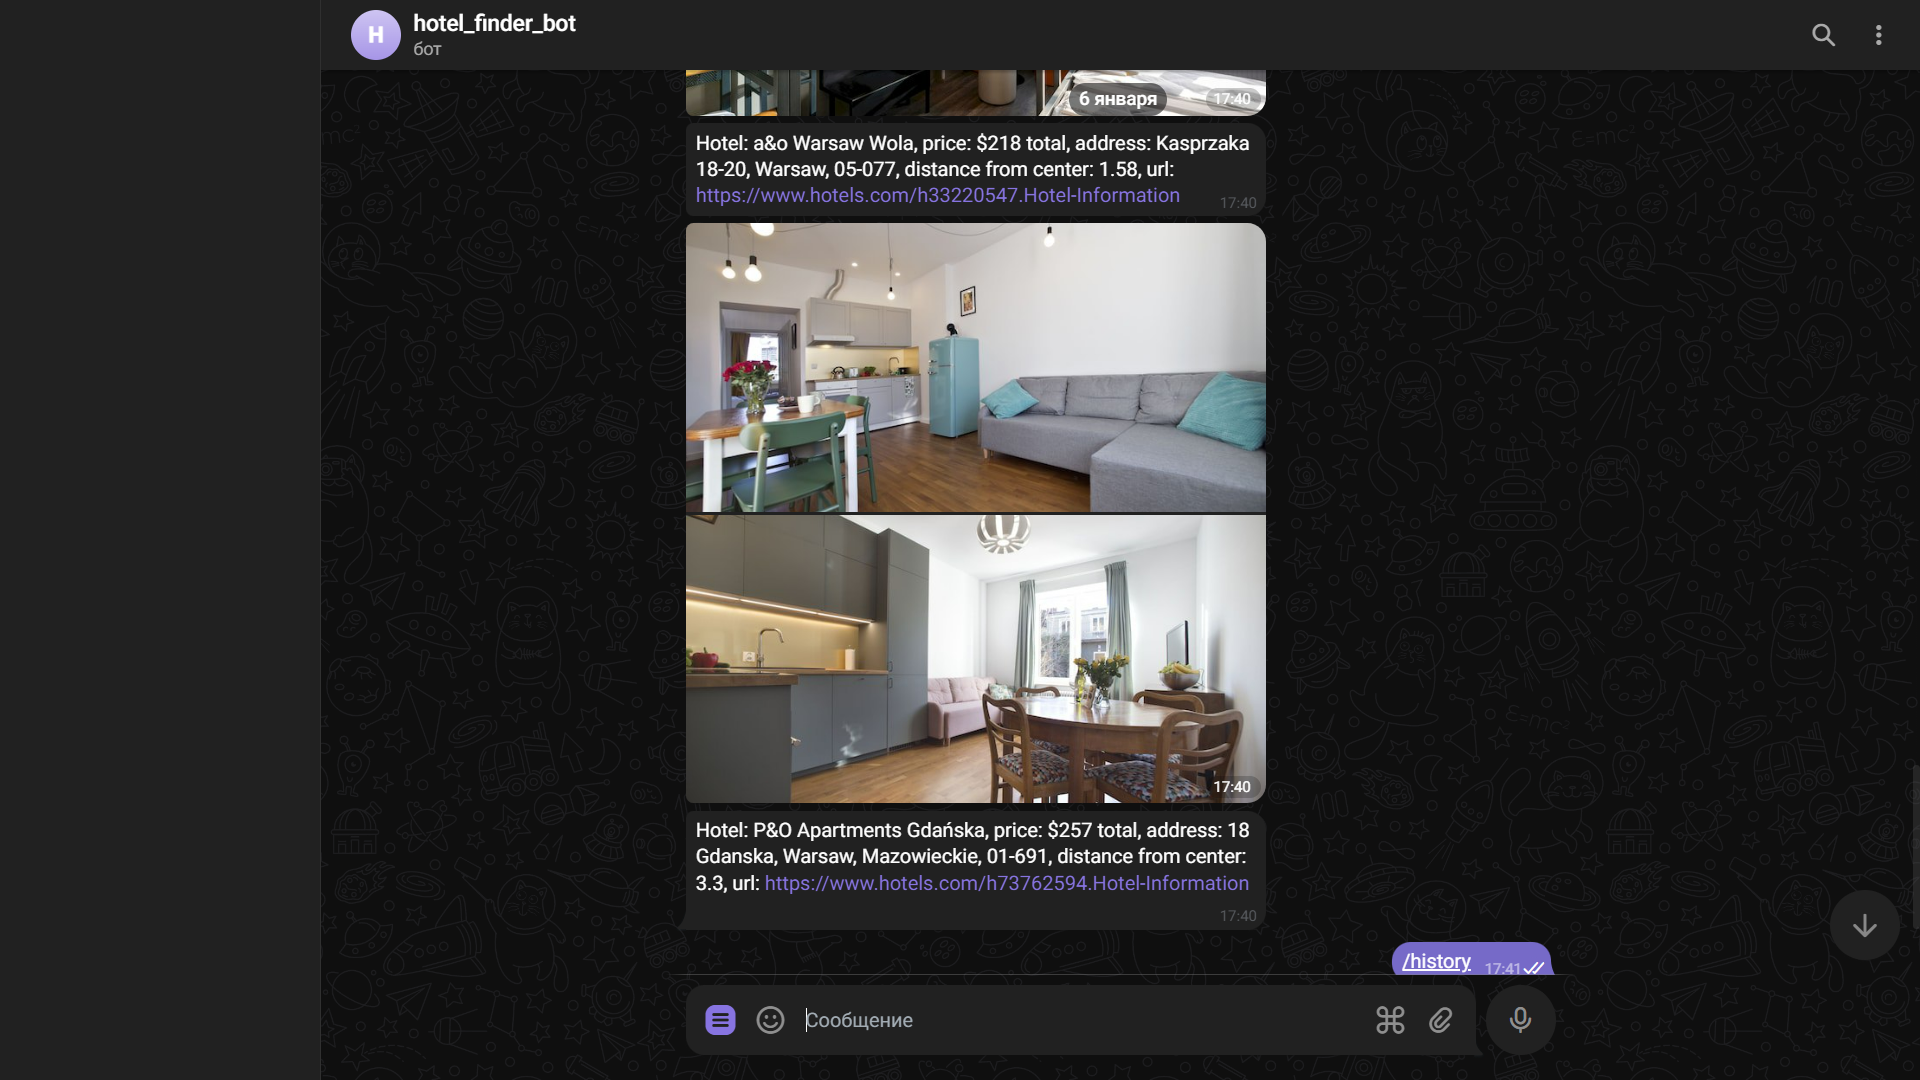 H
hotel_finder_bot
бот
6 января
17:40
Hotel: a&o Warsaw Wola, price: $218 total, address: Kasprzaka
18-20, Warsaw, 05-077, distance from center: 1.58, url:
https://www.hotels.com/h33220547.Hotel-Information
17:40
17:40
Hotel: P&O Apartments Gdańska, price: $257 total, address: 18
Gdanska, Warsaw, Mazowieckie, 01-691, distance from center:
3.3, url: https://www.hotels.com/h73762594.Hotel-Information
17:40
/history 17:41
Сообщение